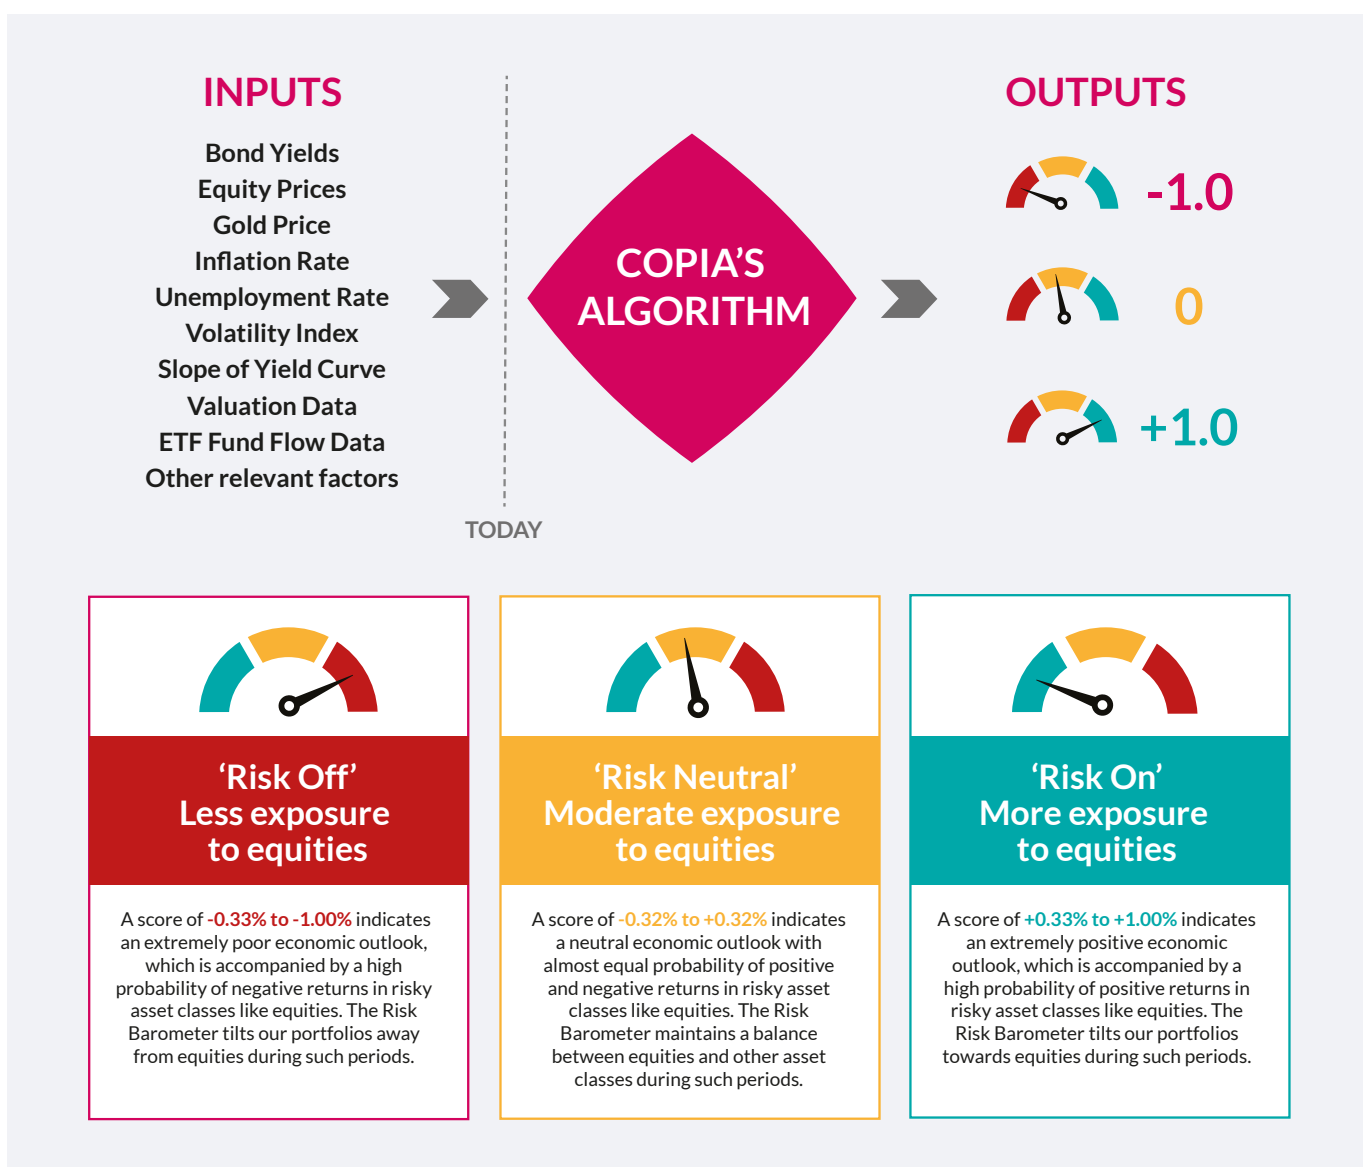 INPUTS
Bond Yields
Equity Prices
Gold Price
Inflation Rate
Unemployment Rate
Volatility Index
Slope of Yield Curve
Valuation Data
ETF Fund Flow Data
Other relevant factors
TODAY
COPIA’S
ALGORITHM
OUTPUTS
-1.0
0
+1.0
‘Risk Off’
Less exposure
to equities
A score of -0.33% to -1.00% indicates
an extremely poor economic outlook,
which is accompanied by a high
probability of negative returns in risky
asset classes like equities. The Risk
Barometer tilts our portfolios away
from equities during such periods.
‘Risk Neutral’
Moderate exposure
to equities
A score of -0.32% to +0.32% indicates
a neutral economic outlook with
almost equal probability of positive
and negative returns in risky asset
classes like equities. The Risk
Barometer maintains a balance
between equities and other asset
classes during such periods.
‘Risk On’
More exposure
to equities
A score of +0.33% to +1.00% indicates
an extremely positive economic
outlook, which is accompanied by a
high probability of positive returns in
risky asset classes like equities. The
Risk Barometer tilts our portfolios
towards equities during such periods.